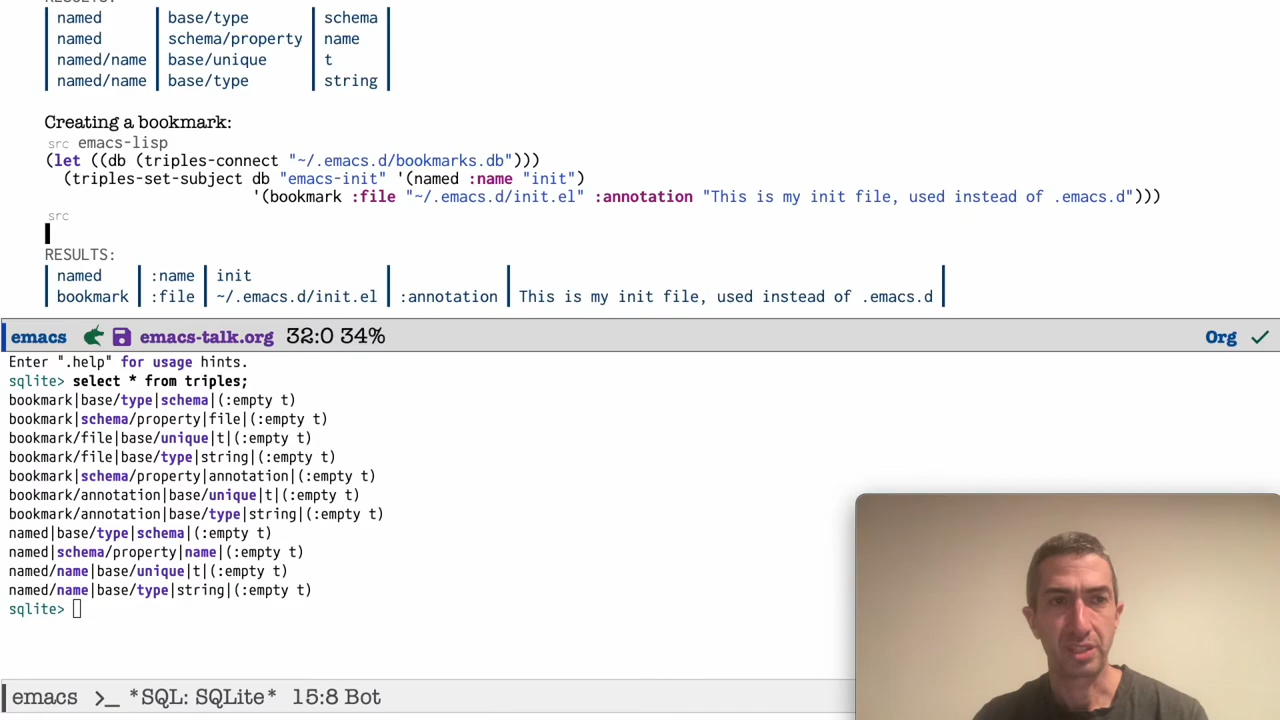 RESULTS:
named base/type schema
named schema/property name
named/name base/unique t
named/name base/type string
Creating a bookmark:
src emacs-lisp
(let ((db (triples-connect "~/.emacs.d/bookmarks.db")))
(triples-set-subject db "emacs-init" '(named :name "init")
'(bookmark :file "~/.emacs.d/init.el" :annotation "This is my init file, used instead of .emacs.d")))
src
RESULTS:
named :name init
bookmark :file ~/.emacs.d/init.el :annotation This is my init file, used instead of .emacs.d
emacs emacs-talk.org 32:0 34% Org
Enter ".help" for usage hints.
sqlite> select * from triples;
bookmark|base/type|schema|(:empty t)
bookmark|schema/property|file|(:empty t)
bookmark/file|base/unique|t|(:empty t)
bookmark/file|base/type|string|(:empty t)
bookmark|schema/property|annotation|(:empty t)
bookmark/annotation|base/unique|t|(:empty t)
bookmark/annotation|base/type|string|(:empty t)
named|base/type|schema|(:empty t)
named|schema/property|name|(:empty t)
named/name|base/unique|t|(:empty t)
named/name|base/type|string|(:empty t)
sqlite>
emacs >_ *SQL: SQLite* 15:8 Bot